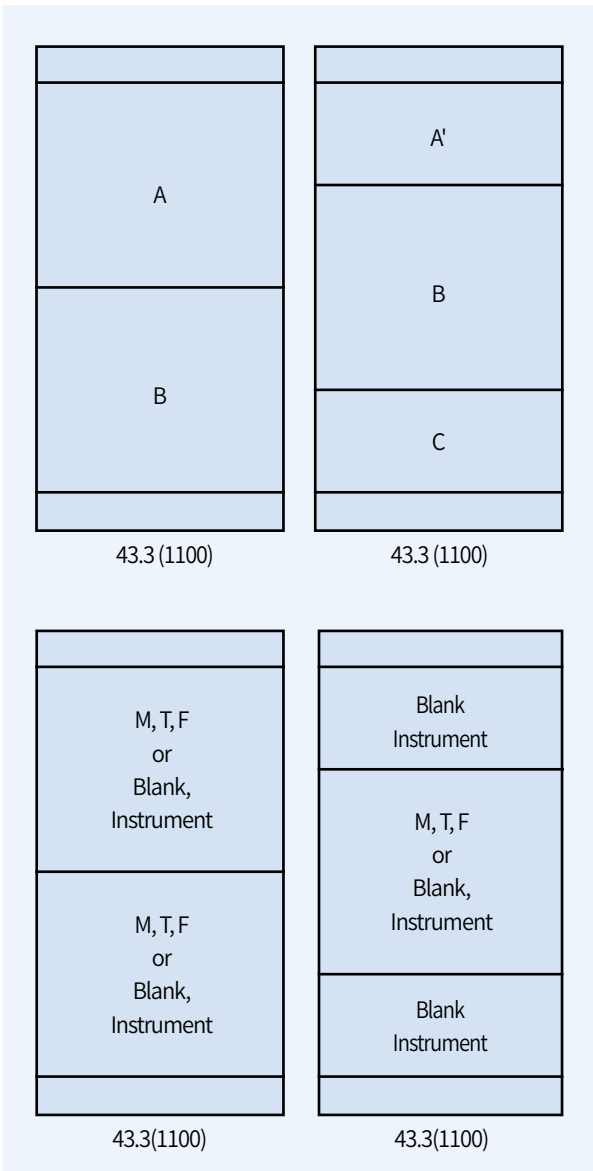 A
B
43.3 (1100)
A'
B
C
43.3 (1100)
M, T, F
or
Blank,
Instrument
M, T, F
or
Blank,
Instrument
43.3(1100)
Blank
Instrument
M, T, F
or
Blank,
Instrument
Blank
Instrument
43.3(1100)